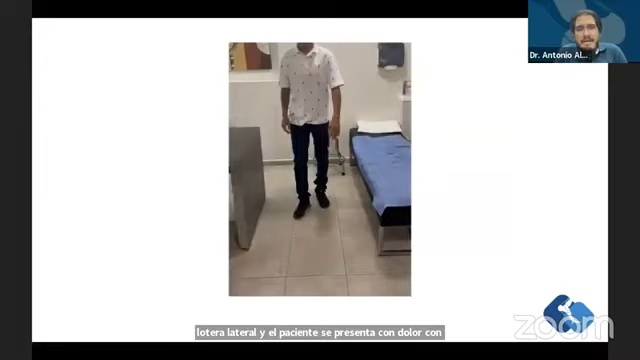 Dr. Antonio Al...
lotera lateral y el paciente se presenta con dolor con
zoom